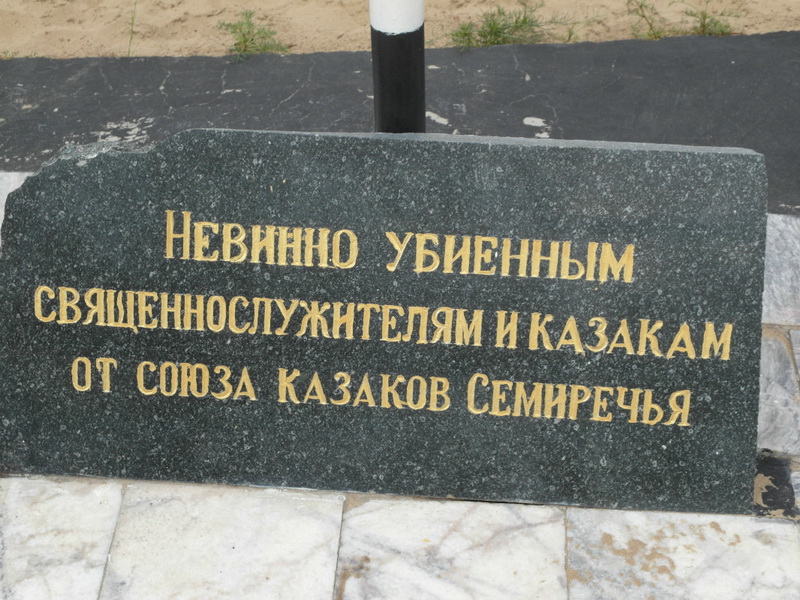 Невинно убиенным
священнослужителям и казакам
от союза казаков Семиречья